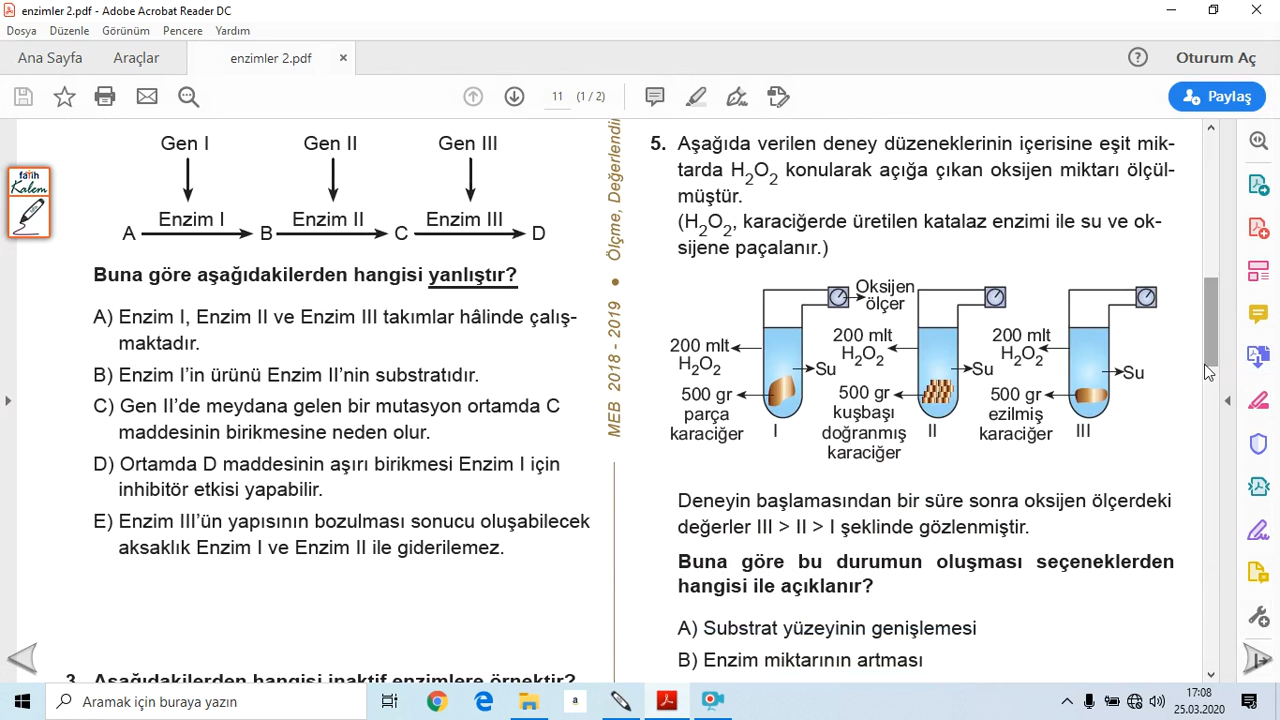 enzimler 2.pdf - Adobe Acrobat Reader DC
Dosya Düzenle Görünüm Pencere Yardım
Ana Sayfa Araçlar enzimler 2.pdf × ? Oturum Aç
11 (1 / 2) Paylaş
fatih
Kalem
Gen I Gen II Gen III
Enzim I Enzim II Enzim III
A B C D
Buna göre aşağıdakilerden hangisi yanlıştır?
A) Enzim I, Enzim II ve Enzim III takımlar hâlinde çalış-
maktadır.
B) Enzim I'in ürünü Enzim II'nin substratıdır.
C) Gen II'de meydana gelen bir mutasyon ortamda C
maddesinin birikmesine neden olur.
D) Ortamda D maddesinin aşırı birikmesi Enzim I için
inhibitör etkisi yapabilir.
E) Enzim III'ün yapısının bozulması sonucu oluşabilecek
aksaklık Enzim I ve Enzim II ile giderilemez.
3. Aşağıdakilerden hangisi inaktif enzimlere örnektir?
MEB 2018 - 2019 • Ölçme, Değerlendir
5. Aşağıda verilen deney düzeneklerinin içerisine eşit mik-
tarda H2O2 konularak açığa çıkan oksijen miktarı ölçül-
müştür.
(H2O2, karaciğerde üretilen katalaz enzimi ile su ve ok-
sijene paçalanır.)
Oksijen
ölçer
200 mlt
H2O2
Su
500 gr
parça
karaciğer
I
200 mlt
H2O2
Su
500 gr
kuşbaşı
doğranmış
karaciğer
II
200 mlt
H2O2
Su
500 gr
ezilmiş
karaciğer
III
Deneyin başlamasından bir süre sonra oksijen ölçerdeki
değerler III > II > I şeklinde gözlenmiştir.
Buna göre bu durumun oluşması seçeneklerden
hangisi ile açıklanır?
A) Substrat yüzeyinin genişlemesi
B) Enzim miktarının artması
Aramak için buraya yazın
a
17:08
25.03.2020